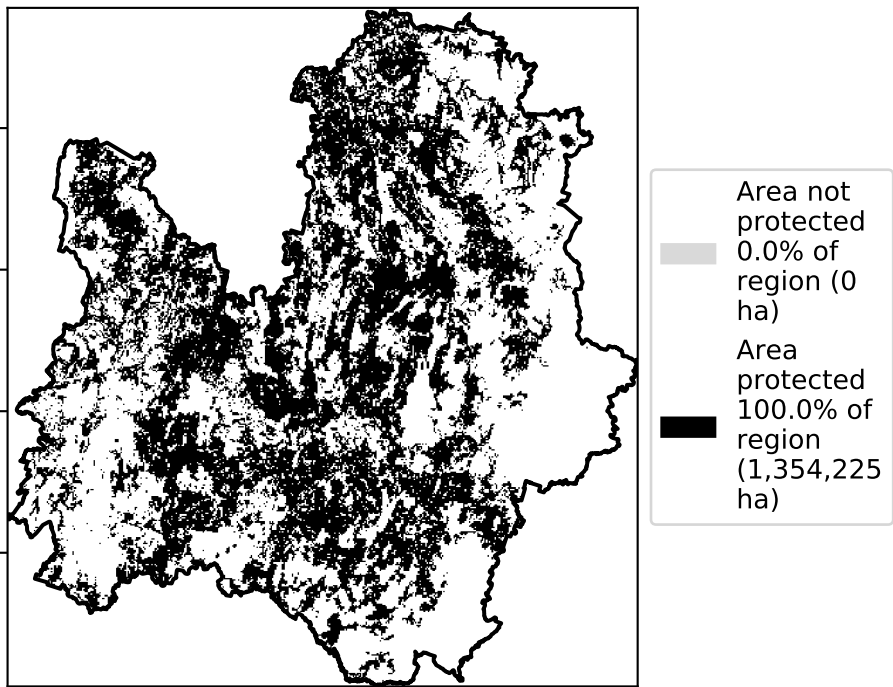 Area not
protected
0.0% of
region (0
ha)
Area
protected
100.0% of
region
(1,354,225
ha)